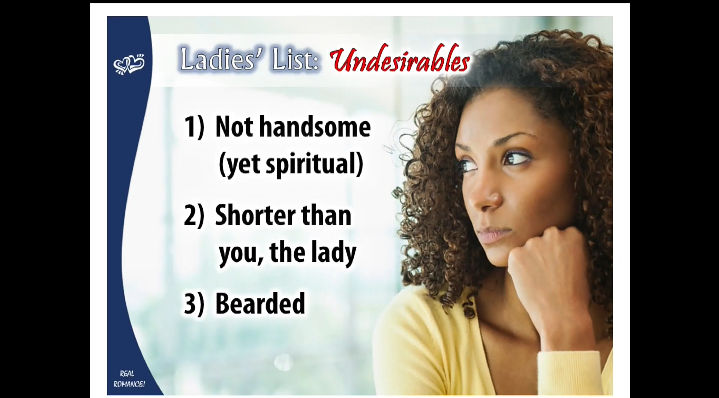 Ladies' List: Undesirables
1) Not handsome
(yet spiritual)
2) Shorter than
you, the lady
3) Bearded
REAL
ROMANCE!